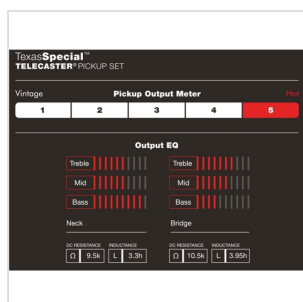 TexasSpecial™
TELECASTER® PICKUP SET
Vintage Pickup Output Meter Hot
1 2 3 4 5
Output EQ
Treble Treble
Mid Mid
Bass Bass
Neck Bridge
DC RESISTANCE INDUCTANCE DC RESISTANCE INDUCTANCE
Ω 9.5k L 3.3h Ω 10.5k L 3.95h